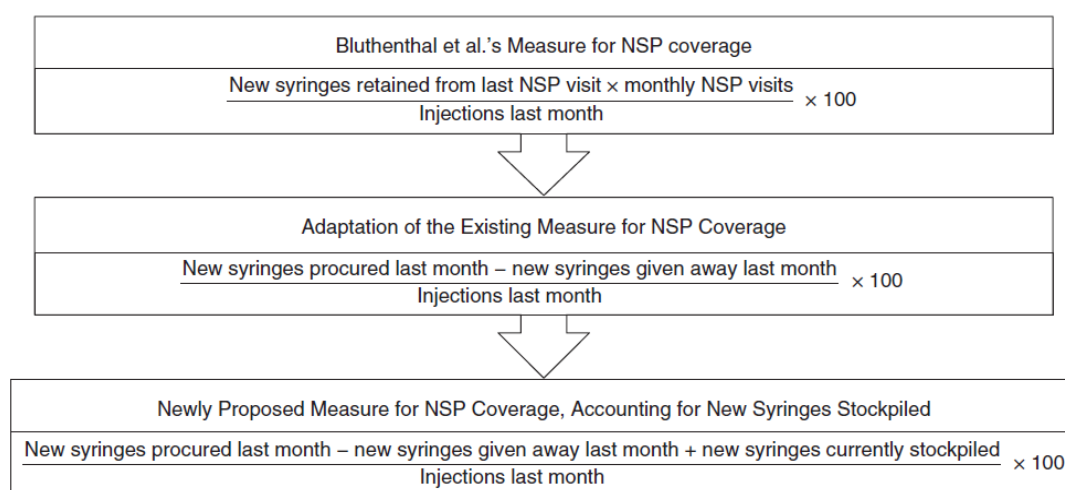 Bluthenthal et al.'s Measure for NSP coverage
New syringes retained from last NSP visit × monthly NSP visits
Injections last month
× 100
Adaptation of the Existing Measure for NSP Coverage
New syringes procured last month – new syringes given away last month
Injections last month
× 100
Newly Proposed Measure for NSP Coverage, Accounting for New Syringes Stockpiled
New syringes procured last month – new syringes given away last month + new syringes currently stockpiled
Injections last month
× 100